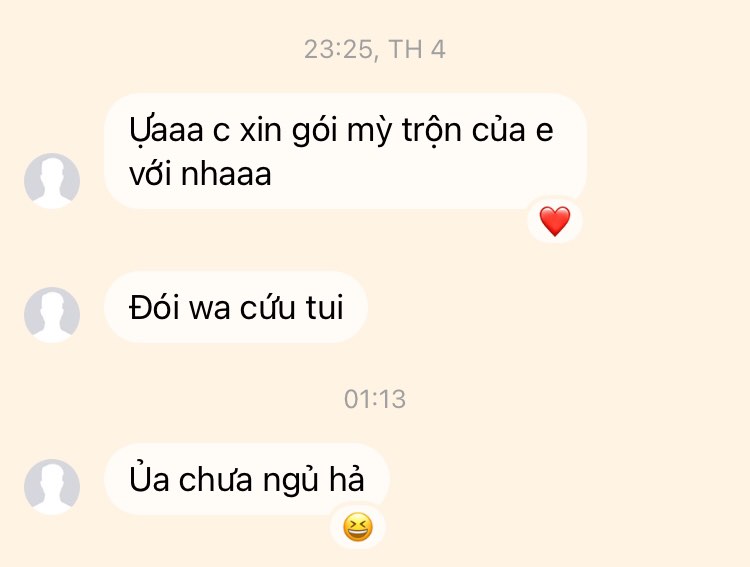 23:25, TH 4
Ựaaa c xin gói mỳ trộn của e
với nhaaa
Đói wa cứu tui
01:13
Ủa chưa ngủ hả